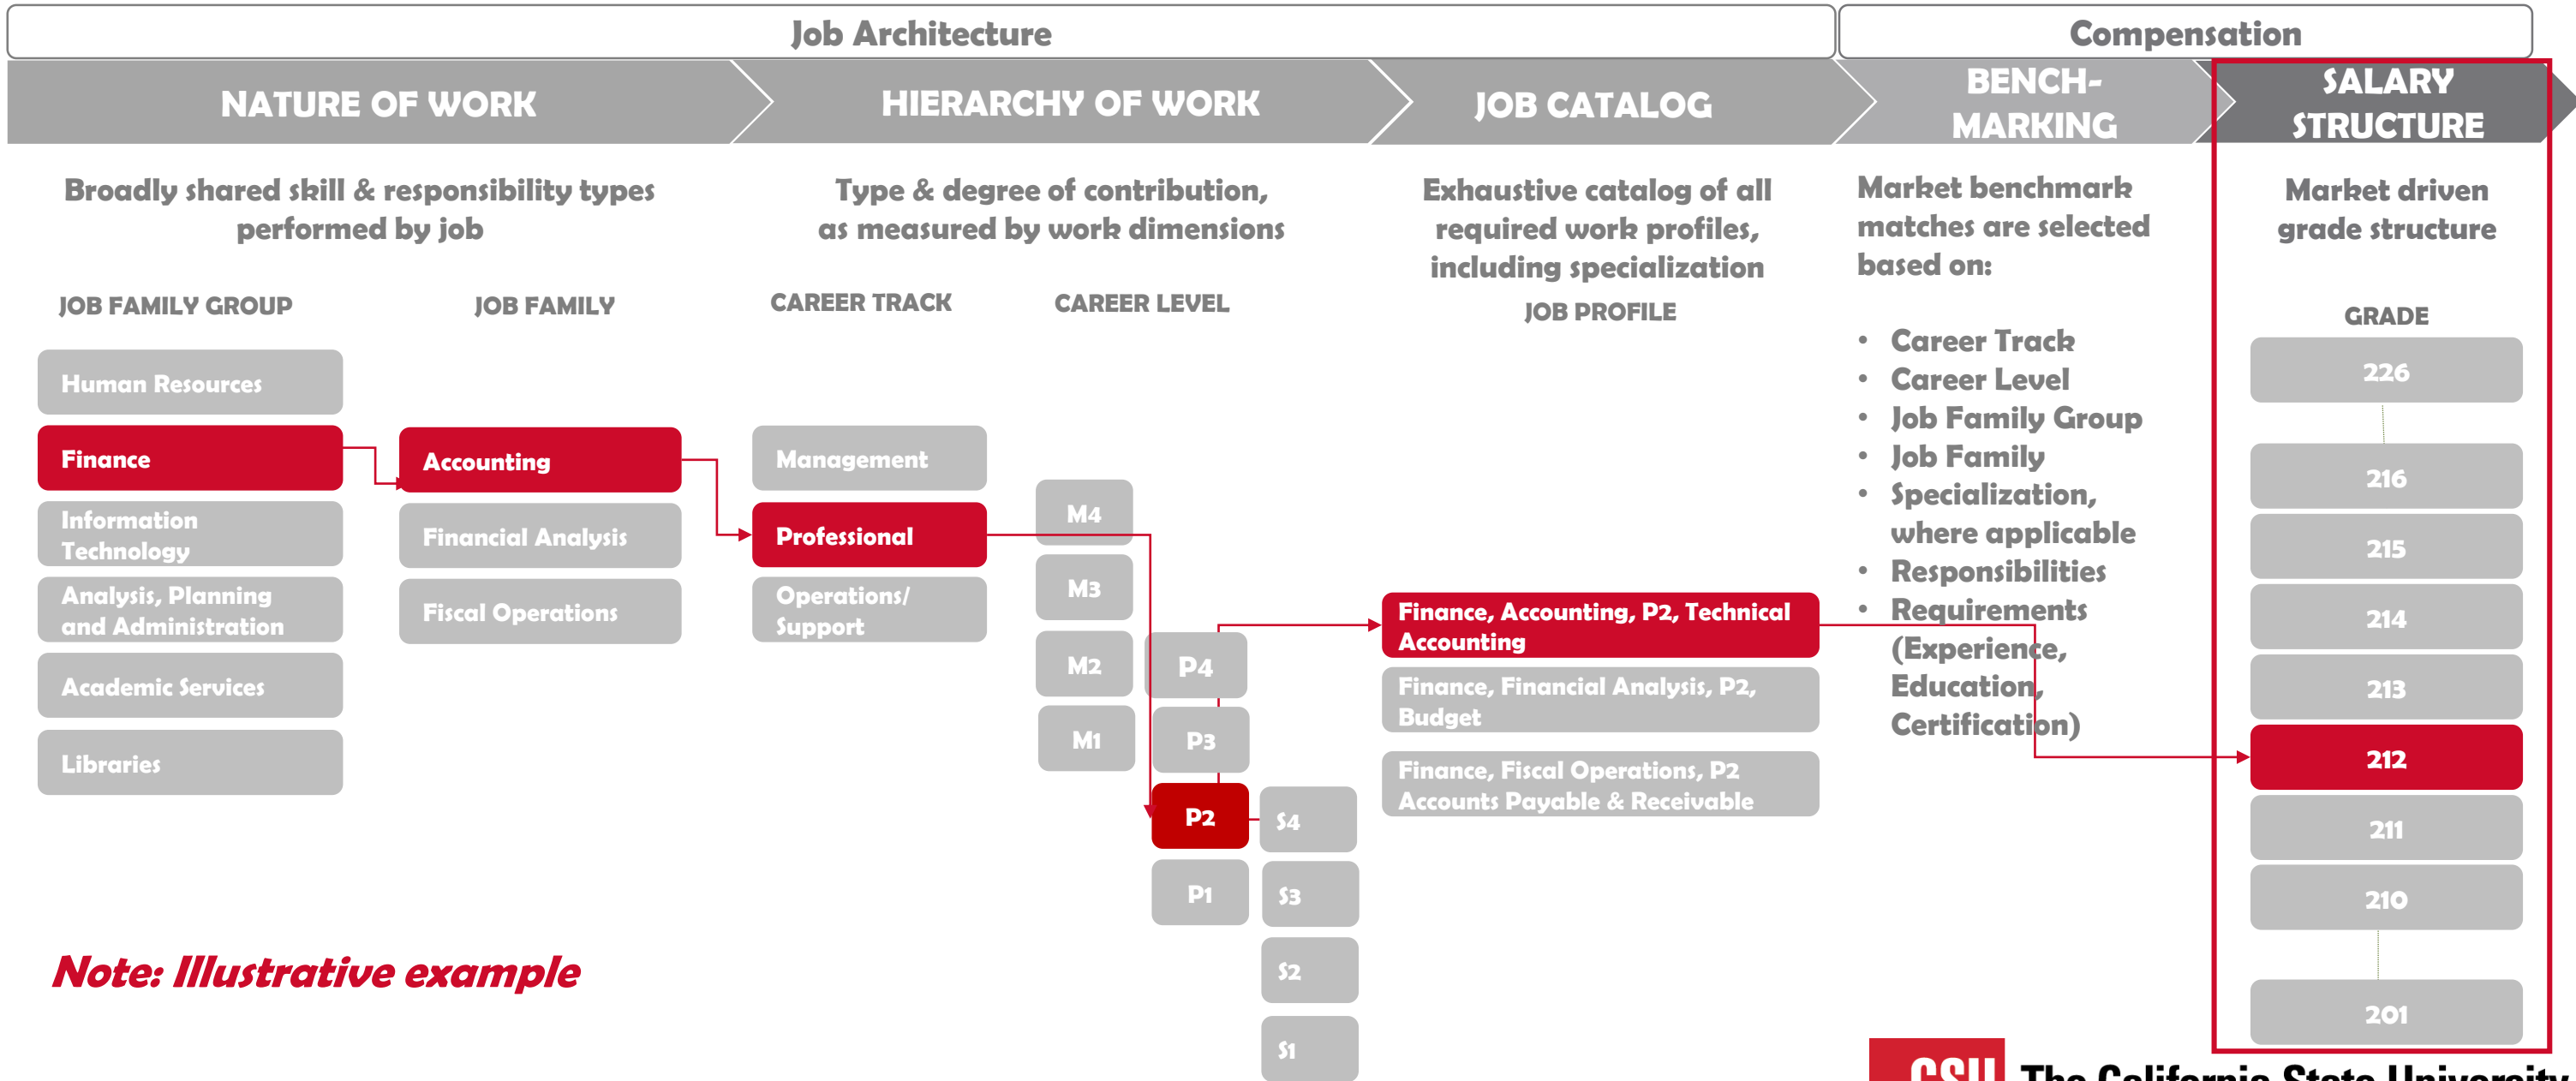 Job Architecture
Compensation
NATURE OF WORK
HIERARCHY OF WORK
JOB CATALOG
BENCH-
MARKING
SALARY
STRUCTURE
Broadly shared skill & responsibility types
performed by job
Type & degree of contribution,
as measured by work dimensions
Exhaustive catalog of all
required work profiles,
including specialization
Market benchmark
matches are selected
based on:
Market driven
grade structure
JOB FAMILY GROUP
JOB FAMILY
CAREER TRACK
CAREER LEVEL
JOB PROFILE
GRADE
Human Resources
Finance
Information
Technology
Analysis, Planning
and Administration
Academic Services
Libraries
Accounting
Financial Analysis
Fiscal Operations
Management
Professional
Operations/
Support
M4
M3
M2
M1
P4
P3
P2
P1
S4
S3
S2
S1
Finance, Accounting, P2, Technical
Accounting
Finance, Financial Analysis, P2,
Budget
Finance, Fiscal Operations, P2
Accounts Payable & Receivable
• Career Track
• Career Level
• Job Family Group
• Job Family
• Specialization,
where applicable
• Responsibilities
• Requirements
(Experience,
Education,
Certification)
226
216
215
214
213
212
211
210
201
Note: Illustrative example
CSU
The California State University